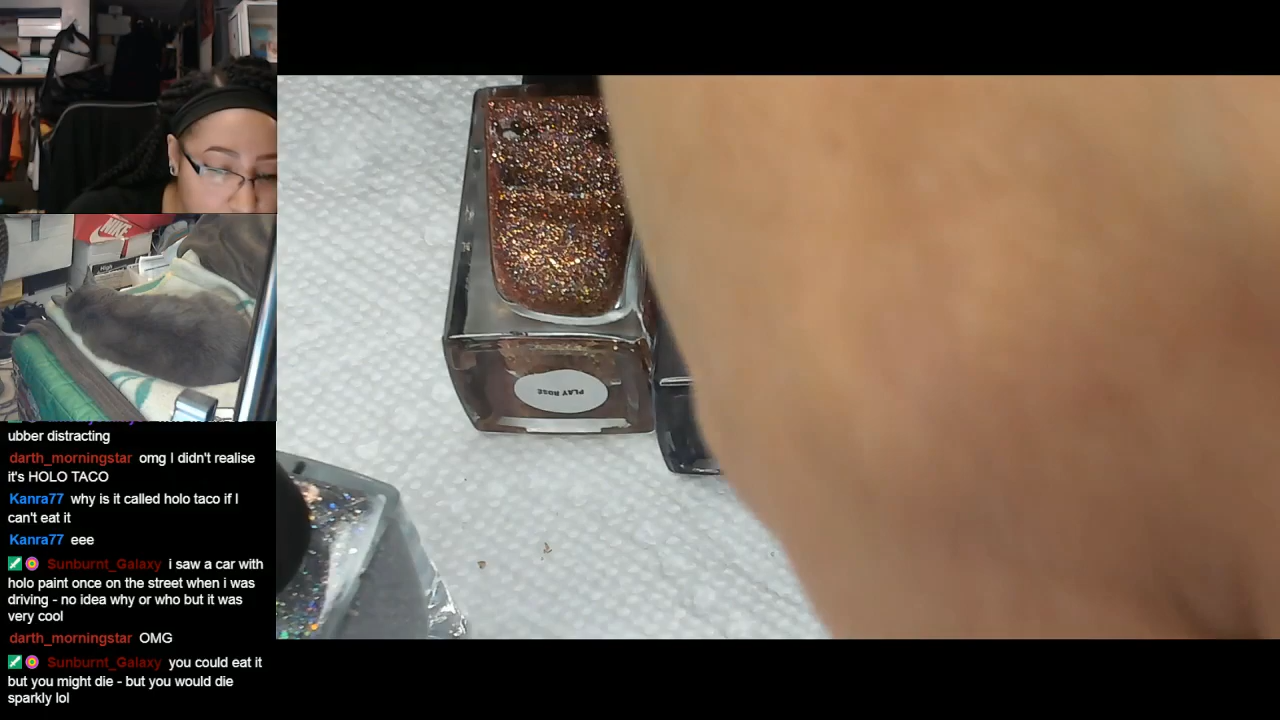 NIKE
PLAY ROSE
ubber distracting
darth_morningstar omg I didn't realise
it's HOLO TACO
Kanra77 why is it called holo taco if I
can't eat it
Kanra77 eee
Sunburnt_Galaxy i saw a car with
holo paint once on the street when i was
driving - no idea why or who but it was
very cool
darth_morningstar OMG
Sunburnt_Galaxy you could eat it
but you might die - but you would die
sparkly lol